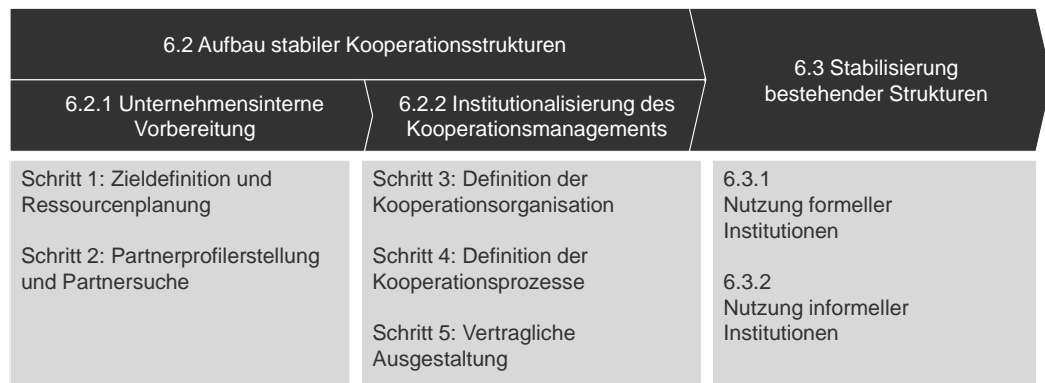 6.2 Aufbau stabiler Kooperationsstrukturen
6.3 Stabilisierung
bestehender Strukturen
6.2.1 Unternehmensinterne
Vorbereitung
6.2.2 Institutionalisierung des
Kooperationsmanagements
Schritt 1: Zieldefinition und
Ressourcenplanung
Schritt 2: Partnerprofilerstellung
und Partnersuche
Schritt 3: Definition der
Kooperationsorganisation
Schritt 4: Definition der
Kooperationsprozesse
Schritt 5: Vertragliche
Ausgestaltung
6.3.1
Nutzung formeller
Institutionen
6.3.2
Nutzung informeller
Institutionen